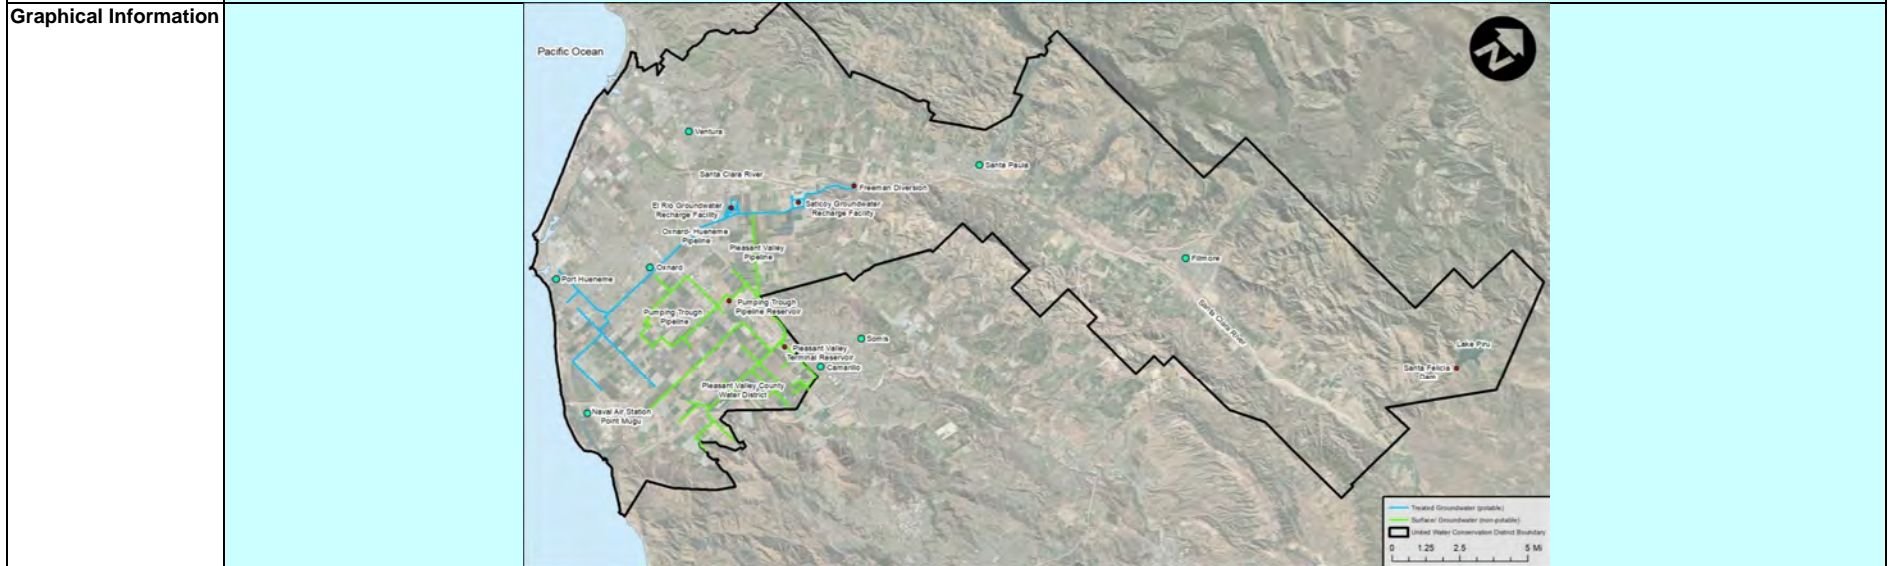 Graphical Information
Pacific Ocean
N
Ventura
Santa Paula
Santa Clara River
Freeman Diversion
El Rio Groundwater
Recharge Facility
Saticoy Groundwater
Recharge Facility
Oxnard- Hueneme
Pipeline
Pleasant Valley
Pipeline
Fillmore
Oxnard
Port Hueneme
Pumping Trough
Pipeline Reservoir
Pumping Trough
Pipeline
Santa Clara River
Somis
Lake Piru
Pleasant Valley
Terminal Reservoir
Camarillo
Santa Felicia
Dam
Pleasant Valley County
Water District
Naval Air Station
Point Mugu
Treated Groundwater (potable)
Surface/ Groundwater (non-potable)
United Water Conservation District Boundary
0 1.25 2.5 5 Mi